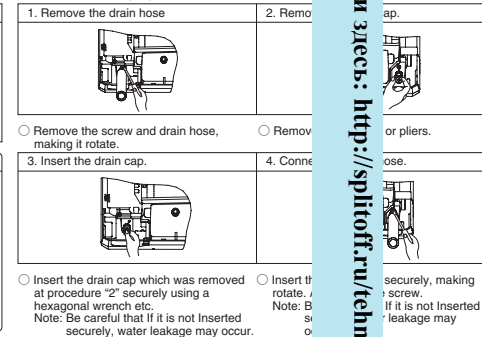 1. Remove the drain hose
2. Remo ap.
○ Remove the screw and drain hose,
making it rotate.
○ Remov or pliers.
3. Insert the drain cap.
4. Conne ose.
○ Insert the drain cap which was removed
at procedure “2” securely using a
hexagonal wrench etc.
Note: Be careful that If it is not Inserted
securely, water leakage may occur.
○ Insert th securely, making
rotate. screw.
Note: B If it is not Inserted
leakage may
и здесь: http://splitoff.ru/tehn